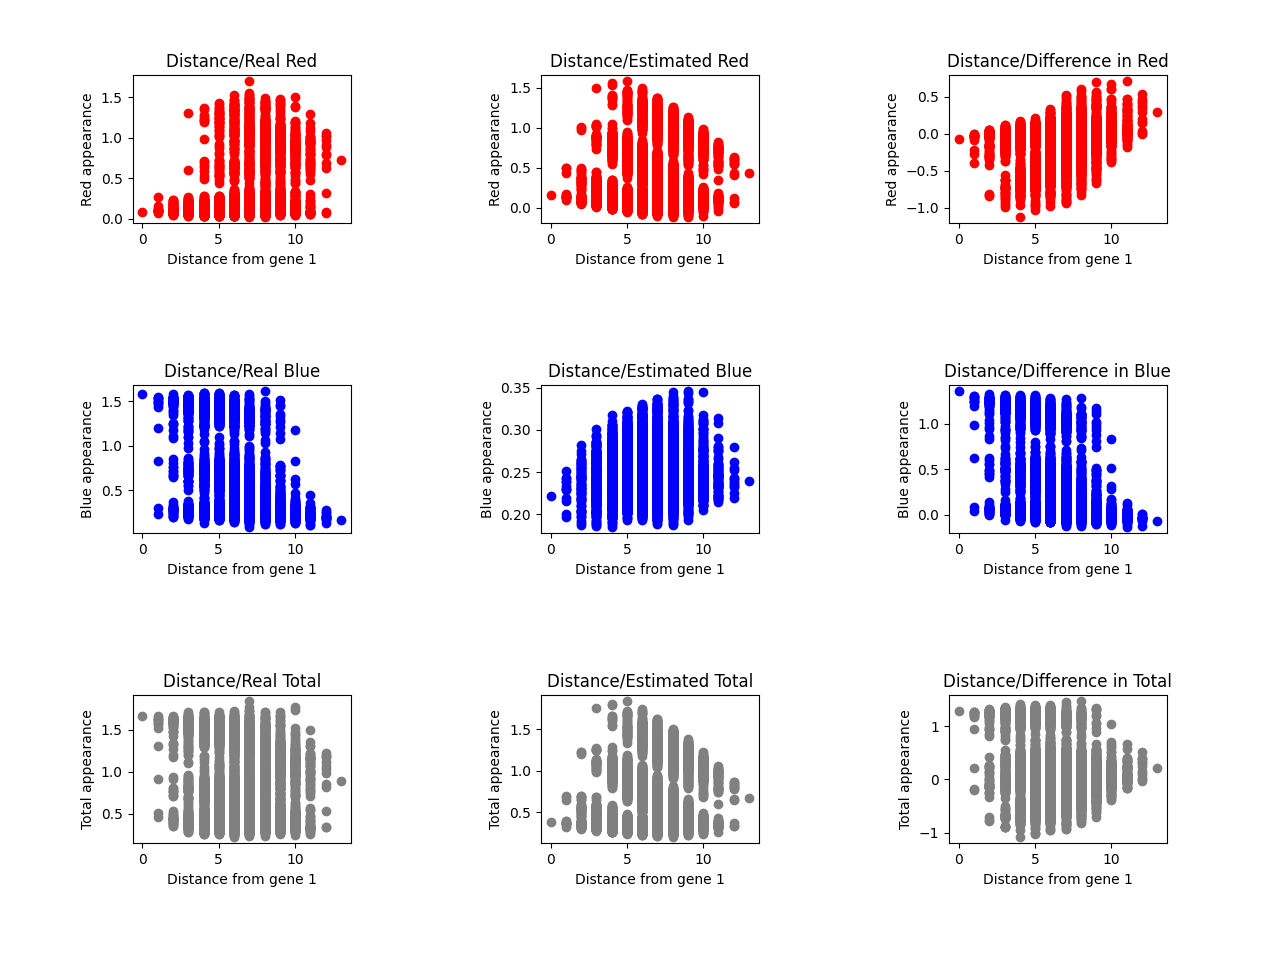 Distance/Real Red
Red appearance
1.5
1.0
0.5
0.0
0 5 10
Distance from gene 1
Distance/Estimated Red
Red appearance
1.5
1.0
0.5
0.0
0 5 10
Distance from gene 1
Distance/Difference in Red
Red appearance
0.5
0.0
−0.5
−1.0
0 5 10
Distance from gene 1
Distance/Real Blue
Blue appearance
1.5
1.0
0.5
0 5 10
Distance from gene 1
Distance/Estimated Blue
Blue appearance
0.35
0.30
0.25
0.20
0 5 10
Distance from gene 1
Distance/Difference in Blue
Blue appearance
1.0
0.5
0.0
0 5 10
Distance from gene 1
Distance/Real Total
Total appearance
1.5
1.0
0.5
0 5 10
Distance from gene 1
Distance/Estimated Total
Total appearance
1.5
1.0
0.5
0 5 10
Distance from gene 1
Distance/Difference in Total
Total appearance
1
0
−1
0 5 10
Distance from gene 1